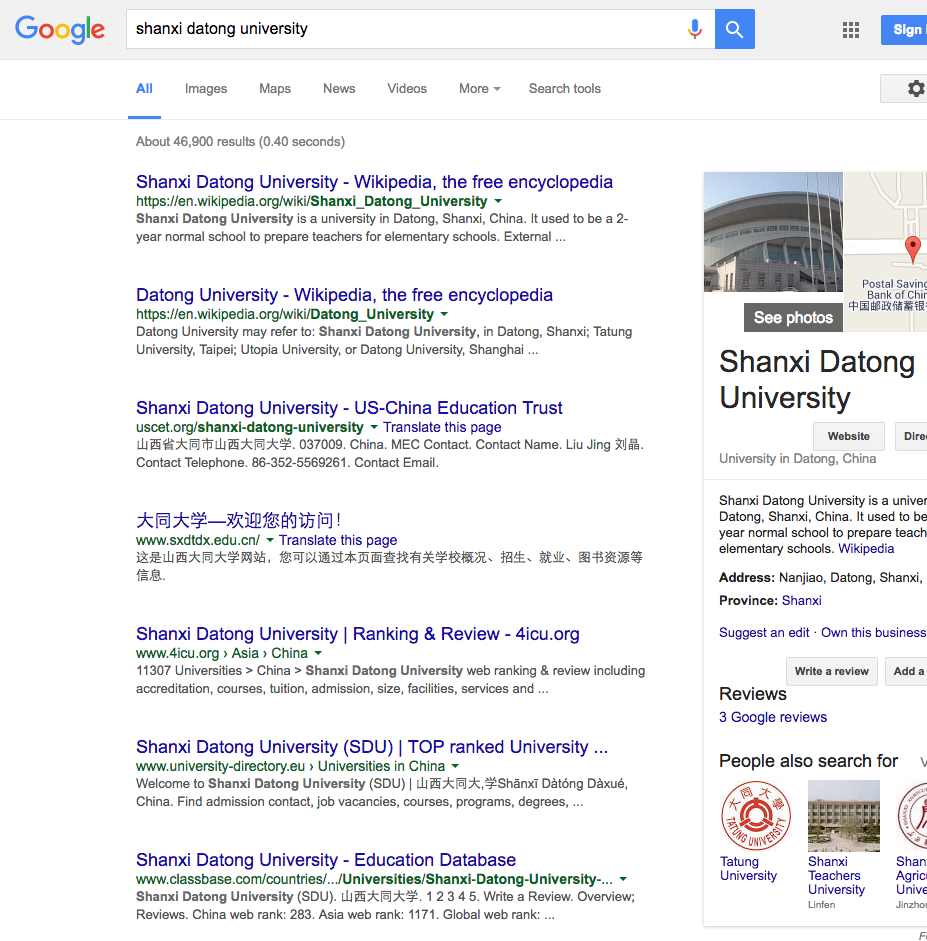 Google
shanxi datong university
Sign
All Images Maps News Videos More Search tools
About 46,900 results (0.40 seconds)
Shanxi Datong University - Wikipedia, the free encyclopedia
https://en.wikipedia.org/wiki/Shanxi_Datong_University
Shanxi Datong University is a university in Datong, Shanxi, China. It used to be a 2-
year normal school to prepare teachers for elementary schools. External ...
Datong University - Wikipedia, the free encyclopedia
https://en.wikipedia.org/wiki/Datong_University
Datong University may refer to: Shanxi Datong University, in Datong, Shanxi; Tatung
University, Taipei; Utopia University, or Datong University, Shanghai ...
Shanxi Datong University - US-China Education Trust
uscet.org/shanxi-datong-university Translate this page
山西省大同市山西大同大学. 037009. China. MEC Contact. Contact Name. Liu Jing 刘晶.
Contact Telephone. 86-352-5569261. Contact Email.
大同大学—欢迎您的访问！
www.sxdtdx.edu.cn/ Translate this page
这是山西大同大学网站，您可以通过本页面查找有关学校概况、招生、就业、图书资源等
信息.
Shanxi Datong University | Ranking & Review - 4icu.org
www.4icu.org › Asia › China
11307 Universities > China > Shanxi Datong University web ranking & review including
accreditation, courses, tuition, admission, size, facilities, services and ...
Shanxi Datong University (SDU) | TOP ranked University ...
www.university-directory.eu › Universities in China
Welcome to Shanxi Datong University (SDU) | 山西大同大,学Shānxī Dàtóng Dàxué,
China. Find admission contact, job vacancies, courses, programs, degrees, ...
Shanxi Datong University - Education Database
www.classbase.com/countries/.../Universities/Shanxi-Datong-University-...
Shanxi Datong University (SDU). 山西大同大学. 1 2 3 4 5. Write a Review. Overview;
Reviews. China web rank: 283. Asia web rank: 1171. Global web rank: ...
See photos
Postal Saving
Bank of Chin
中国邮政储蓄银
Shanxi Datong
University
Website Dire
University in Datong, China
Shanxi Datong University is a univer
Datong, Shanxi, China. It used to be
year normal school to prepare teach
elementary schools. Wikipedia
Address: Nanjiao, Datong, Shanxi,
Province: Shanxi
Suggest an edit · Own this business
Write a review Add a
Reviews
3 Google reviews
People also search for
大同大學
TATUNG UNIVERSITY
Tatung
University
Shanxi
Teachers
University
Linfen
Shan
Agricu
Unive
Jinzhon